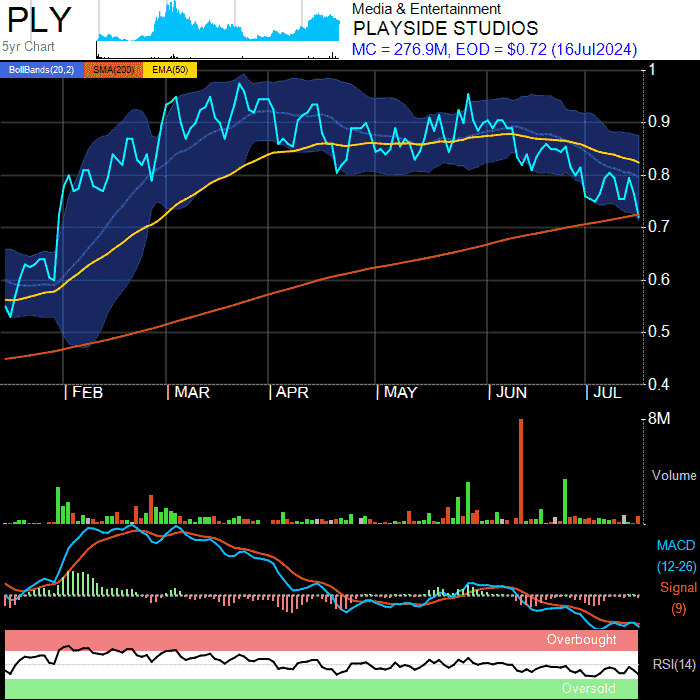 PLY
5yr Chart
Media & Entertainment
PLAYSIDE STUDIOS
MC = 276.9M, EOD = $0.72 (16Jul2024)
BollBands(20,2) SMA(200) EMA(50)
1
0.9
0.8
0.7
0.6
0.5
0.4
FEB MAR APR MAY JUN JUL
8M
Volume
MACD
(12-26)
Signal
(9)
Overbought
RSI(14)
Oversold